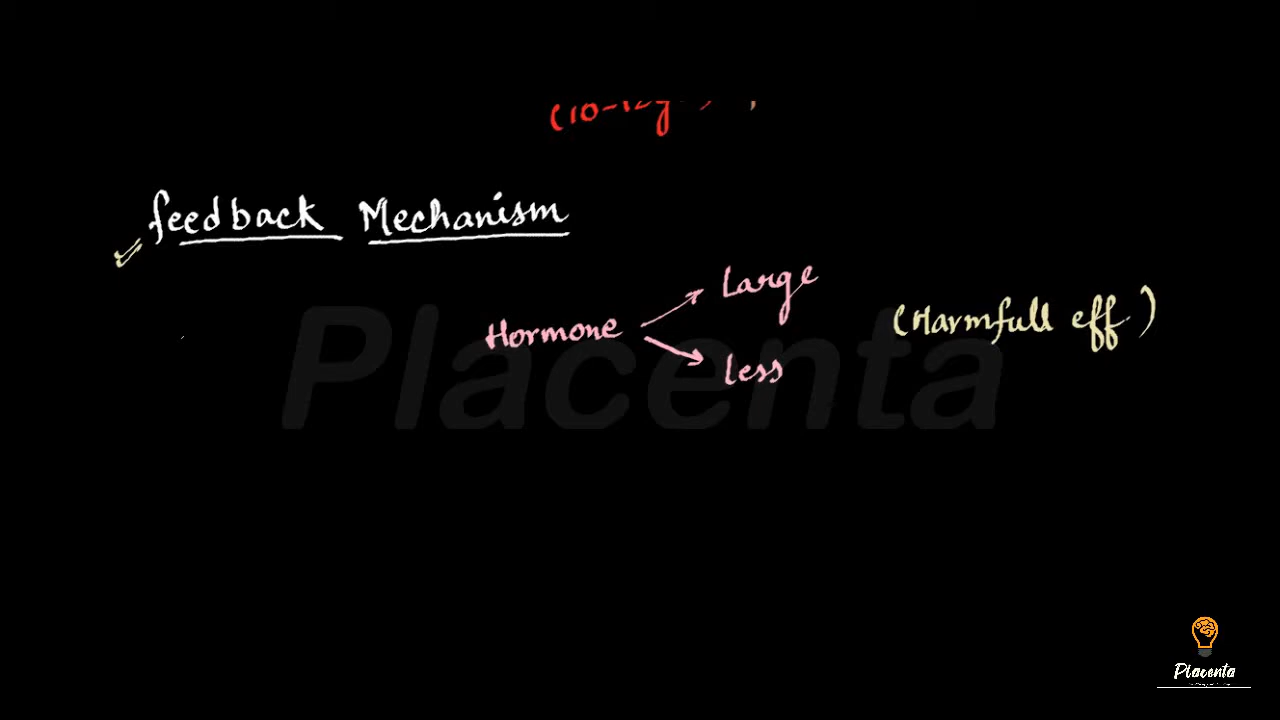 feedback Mechanism
Large
Hormone
(Harmfull eff.)
less
Placenta
Placenta